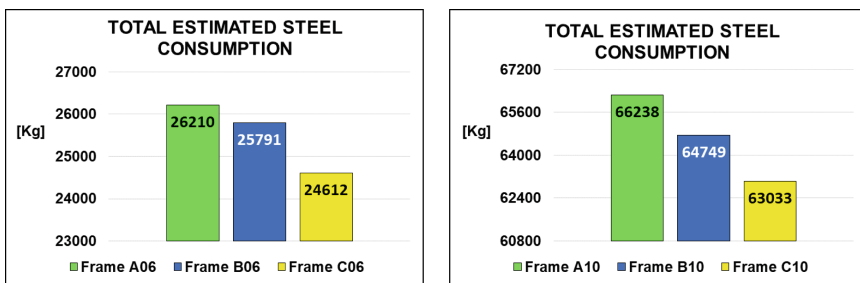 TOTAL ESTIMATED STEEL
CONSUMPTION
27000
26000
25000
24000
23000
[Kg]
26210
25791
24612
Frame A06 Frame B06 Frame C06
TOTAL ESTIMATED STEEL
CONSUMPTION
67200
65600
64000
62400
60800
[Kg]
66238
64749
63033
Frame A10 Frame B10 Frame C10